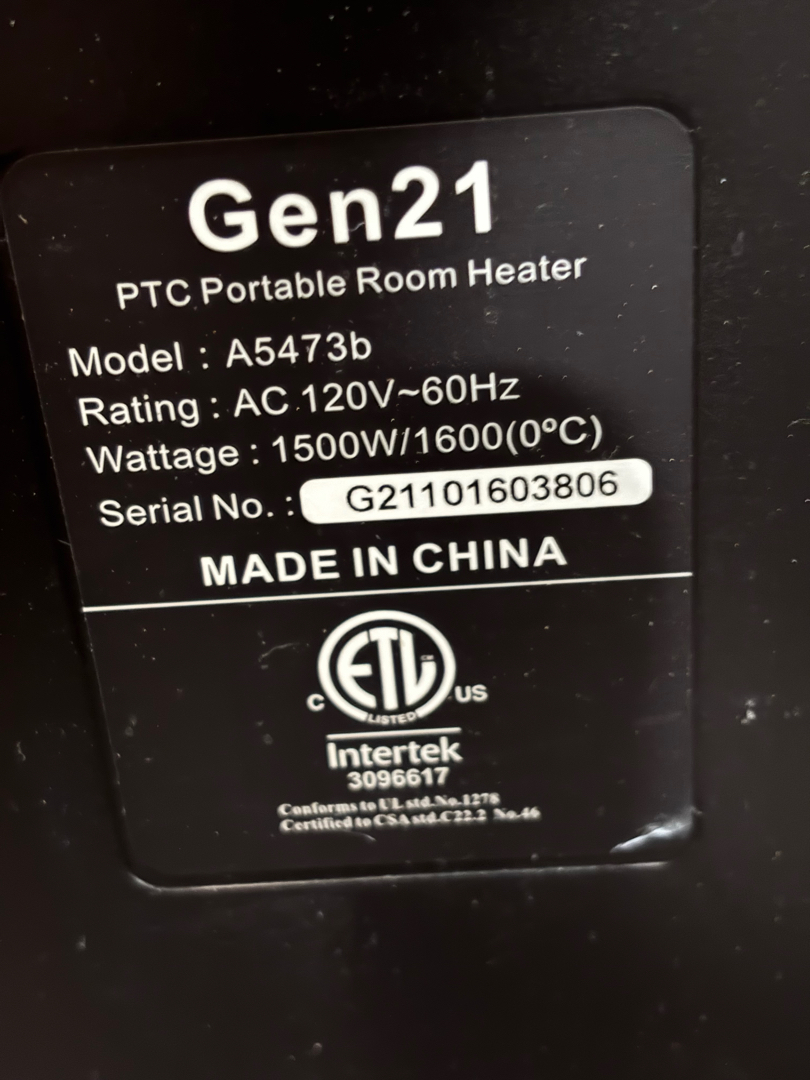 Gen21
PTC Portable Room Heater
Model : A5473b
Rating : AC 120V~60Hz
Wattage : 1500W/1600(0ºC)
Serial No. : G21101603806
MADE IN CHINA
C ETL CM US
LISTED
Intertek
3096617
Conforms to UL std.No.1278
Certified to CSA std.C22.2 No.46